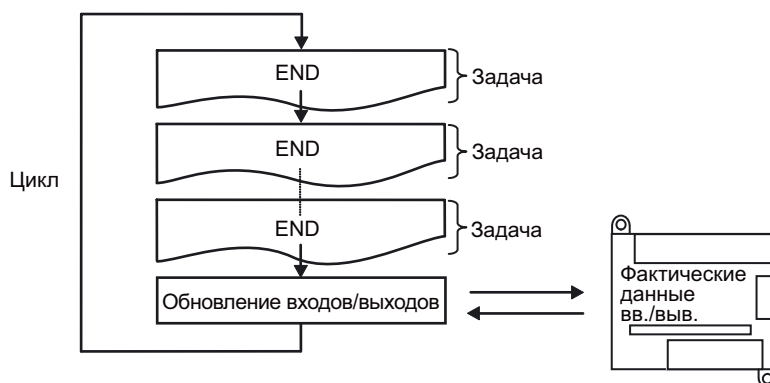 END
Задача
END
Задача
Цикл
END
Задача
Фактические
данные
вв./выв.
Обновление входов/выходов